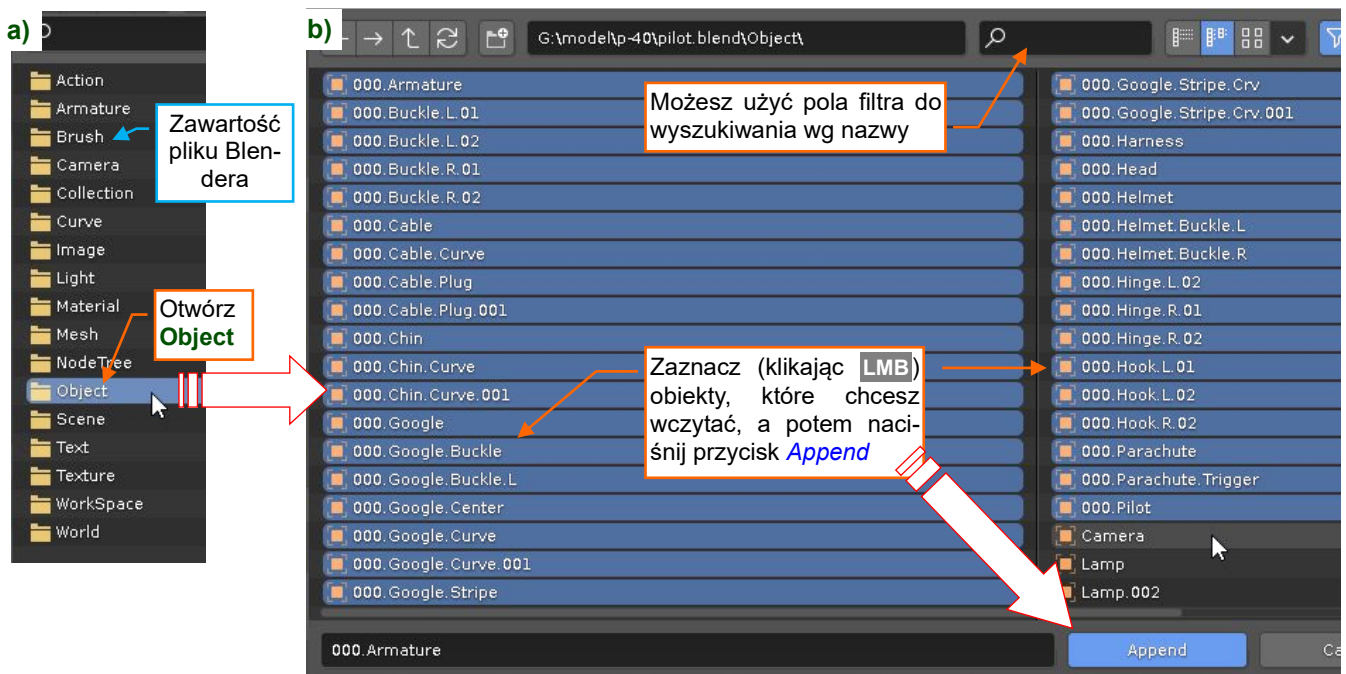 a)
Action
Armature
Brush
Camera
Collection
Curve
Image
Light
Material
Mesh
NodeTree
Object
Scene
Text
Texture
WorkSpace
World
Zawartość
pliku Blen-
dera
Otwórz
Object
b)
G:\model\p-40\pilot.blend\Object\
000.Armature
000.Buckle.L.01
000.Buckle.L.02
000.Buckle.R.01
000.Buckle.R.02
000.Cable
000.Cable.Curve
000.Cable.Plug
000.Cable.Plug.001
000.Chin
000.Chin.Curve
000.Chin.Curve.001
000.Google
000.Google.Buckle
000.Google.Buckle.L
000.Google.Center
000.Google.Curve
000.Google.Curve.001
000.Google.Stripe
Możesz użyć pola filtra do
wyszukiwania wg nazwy
Zaznacz (klikając LMB)
obiekty, które chcesz
wczytać, a potem naci-
śnij przycisk Append
000.Google.Stripe.Crv
000.Google.Stripe.Crv.001
000.Harness
000.Head
000.Helmet
000.Helmet.Buckle.L
000.Helmet.Buckle.R
000.Hinge.L.02
000.Hinge.R.01
000.Hinge.R.02
000.Hook.L.01
000.Hook.L.02
000.Hook.R.02
000.Parachute
000.Parachute.Trigger
000.Pilot
Camera
Lamp
Lamp.002
000.Armature
Append
Ca